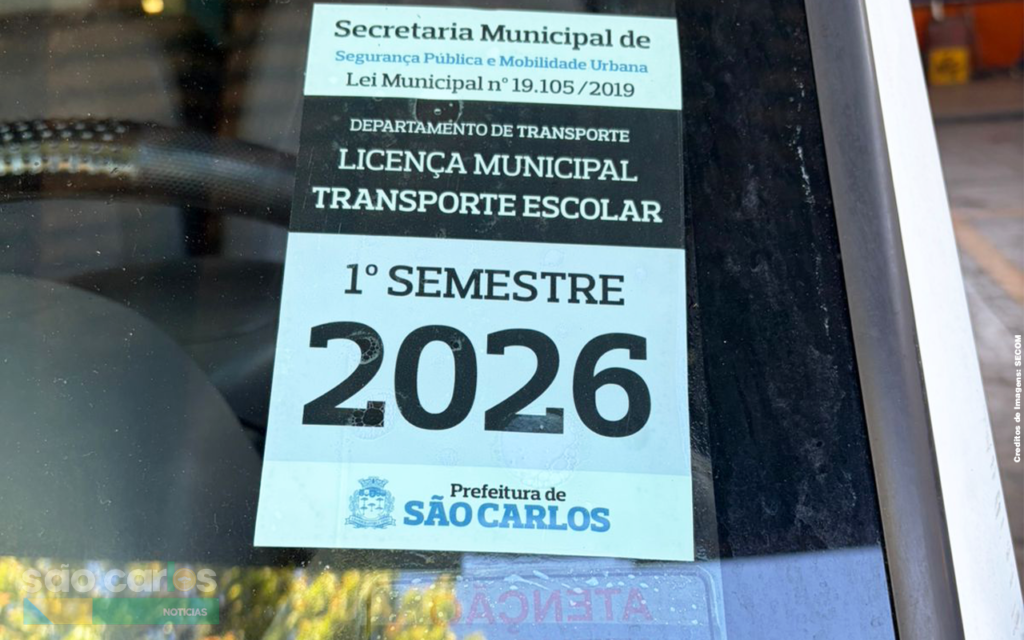 Secretaria Municipal de
Segurança Pública e Mobilidade Urbana
Lei Municipal nº 19.105/2019
DEPARTAMENTO DE TRANSPORTE
LICENÇA MUNICIPAL
TRANSPORTE ESCOLAR
1º SEMESTRE
2026
Prefeitura de
SÃO CARLOS
ATENÇÃO
são carlos
NOTÍCIAS
Creditos de Imagens: SECOM